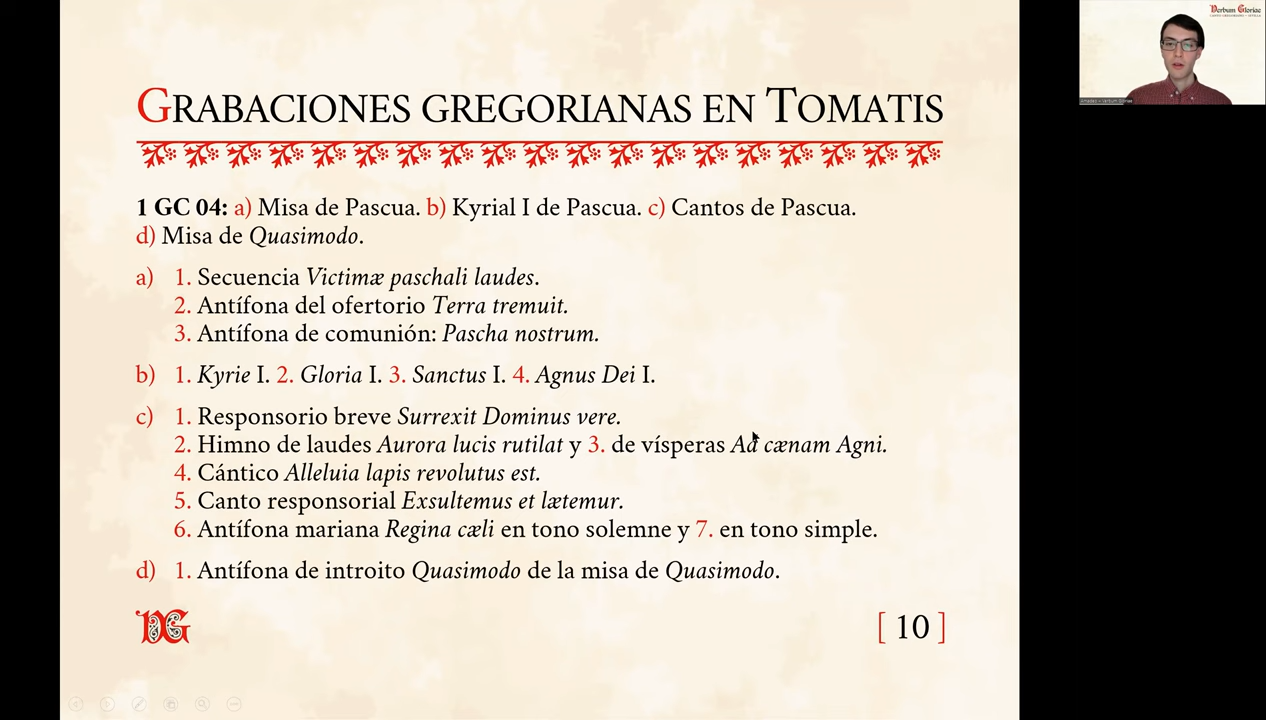 GRABACIONES GREGORIANAS EN TOMATIS
1 GC 04: a) Misa de Pascua. b) Kyrial I de Pascua. c) Cantos de Pascua.
d) Misa de Quasimodo.
a) 1. Secuencia Victimæ paschali laudes.
2. Antífona del ofertorio Terra tremuit.
3. Antífona de comunión: Pascha nostrum.
b) 1. Kyrie I. 2. Gloria I. 3. Sanctus I. 4. Agnus Dei I.
c) 1. Responsorio breve Surrexit Dominus vere.
2. Himno de laudes Aurora lucis rutilat y 3. de vísperas Ad cænam Agni.
4. Cántico Alleluia lapis revolutus est.
5. Canto responsorial Exsultemus et lætemur.
6. Antífona mariana Regina cæli en tono solemne y 7. en tono simple.
d) 1. Antífona de introito Quasimodo de la misa de Quasimodo.
VG
[ 10 ]
Verbum Gloriæ